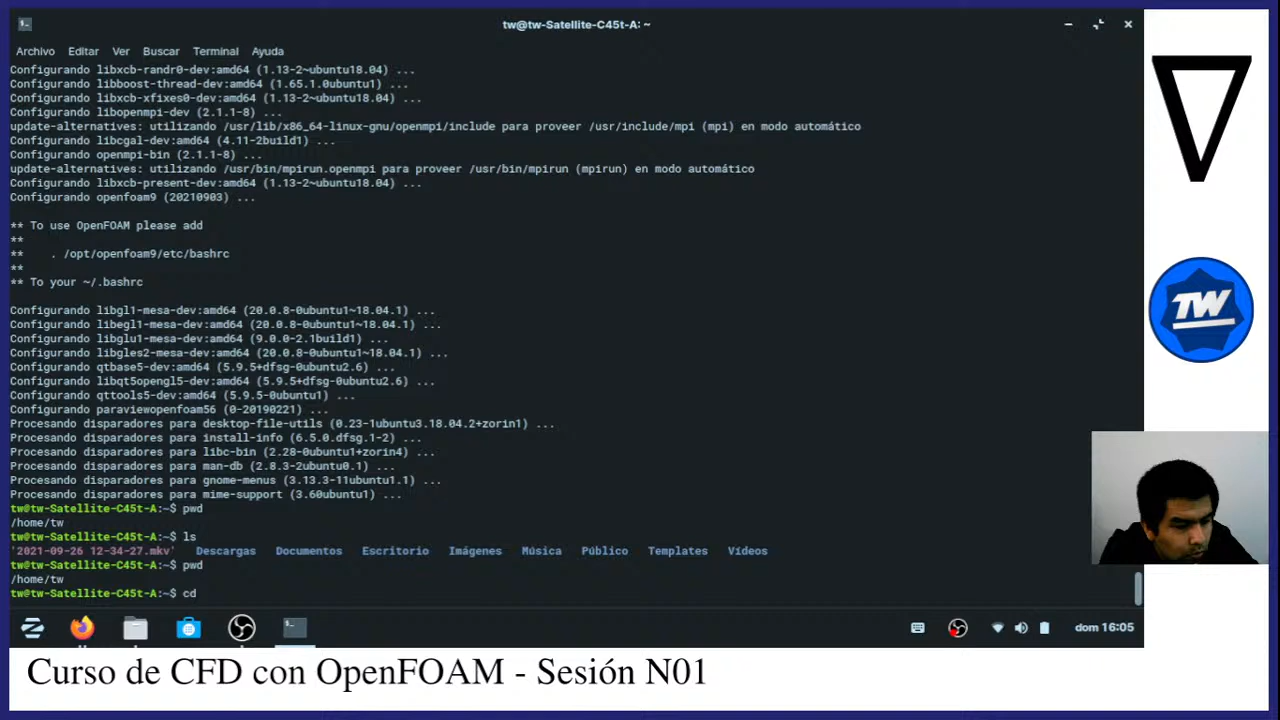 tw@tw-Satellite-C45t-A: ~
Archivo Editar Ver Buscar Terminal Ayuda
Configurando libxcb-randr0-dev:amd64 (1.13-2~ubuntu18.04) ...
Configurando libboost-thread-dev:amd64 (1.65.1.0ubuntu1) ...
Configurando libxcb-xfixes0-dev:amd64 (1.13-2~ubuntu18.04) ...
Configurando libopenmpi-dev (2.1.1-8) ...
update-alternatives: utilizando /usr/lib/x86_64-linux-gnu/openmpi/include para proveer /usr/include/mpi (mpi) en modo automático
Configurando libcgal-dev:amd64 (4.11-2build1) ...
Configurando openmpi-bin (2.1.1-8) ...
update-alternatives: utilizando /usr/bin/mpirun.openmpi para proveer /usr/bin/mpirun (mpirun) en modo automático
Configurando libxcb-present-dev:amd64 (1.13-2~ubuntu18.04) ...
Configurando openfoam9 (20210903) ...
** To use OpenFOAM please add
**
** . /opt/openfoam9/etc/bashrc
**
** To your ~/.bashrc
Configurando libgl1-mesa-dev:amd64 (20.0.8-0ubuntu1~18.04.1) ...
Configurando libegl1-mesa-dev:amd64 (20.0.8-0ubuntu1~18.04.1) ...
Configurando libglu1-mesa-dev:amd64 (9.0.0-2.1build1) ...
Configurando libgles2-mesa-dev:amd64 (20.0.8-0ubuntu1~18.04.1) ...
Configurando qtbase5-dev:amd64 (5.9.5+dfsg-0ubuntu2.6) ...
Configurando libqt5opengl5-dev:amd64 (5.9.5+dfsg-0ubuntu2.6) ...
Configurando qttools5-dev:amd64 (5.9.5-0ubuntu1) ...
Configurando paraviewopenfoam56 (0-20190221) ...
Procesando disparadores para desktop-file-utils (0.23-1ubuntu3.18.04.2+zorin1) ...
Procesando disparadores para install-info (6.5.0.dfsg.1-2) ...
Procesando disparadores para libc-bin (2.28-0ubuntu1+zorin4) ...
Procesando disparadores para man-db (2.8.3-2ubuntu0.1) ...
Procesando disparadores para gnome-menus (3.13.3-11ubuntu1.1) ...
Procesando disparadores para mime-support (3.60ubuntu1) ...
tw@tw-Satellite-C45t-A:~$ pwd
/home/tw
tw@tw-Satellite-C45t-A:~$ ls
'2021-09-26 12-34-27.mkv' Descargas Documentos Escritorio Imágenes Música Público Templates Vídeos
tw@tw-Satellite-C45t-A:~$ pwd
/home/tw
tw@tw-Satellite-C45t-A:~$ cd
dom 16:05
TW
Curso de CFD con OpenFOAM - Sesión N01